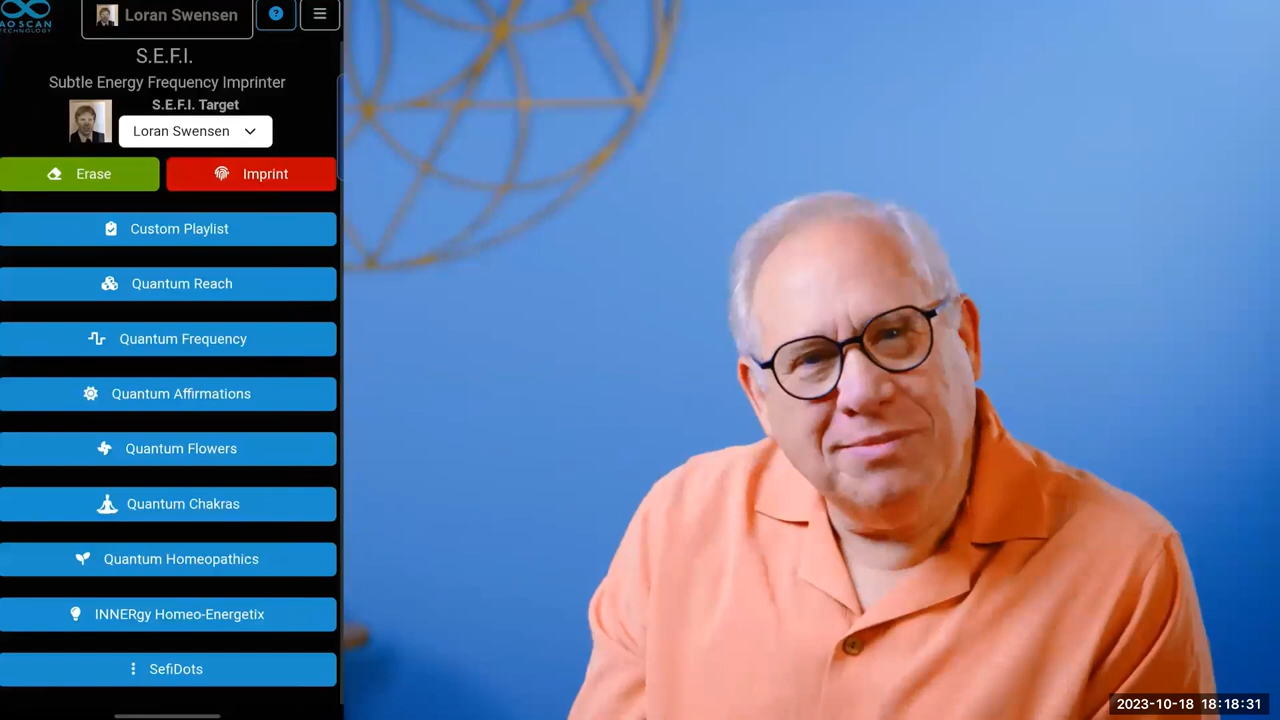 AO SCAN
TECHNOLOGY
Loran Swensen
S.E.F.I.
Subtle Energy Frequency Imprinter
S.E.F.I. Target
Loran Swensen
Erase
Imprint
Custom Playlist
Quantum Reach
Quantum Frequency
Quantum Affirmations
Quantum Flowers
Quantum Chakras
Quantum Homeopathics
INNERgy Homeo-Energetix
SefiDots
2023-10-18 18:18:31